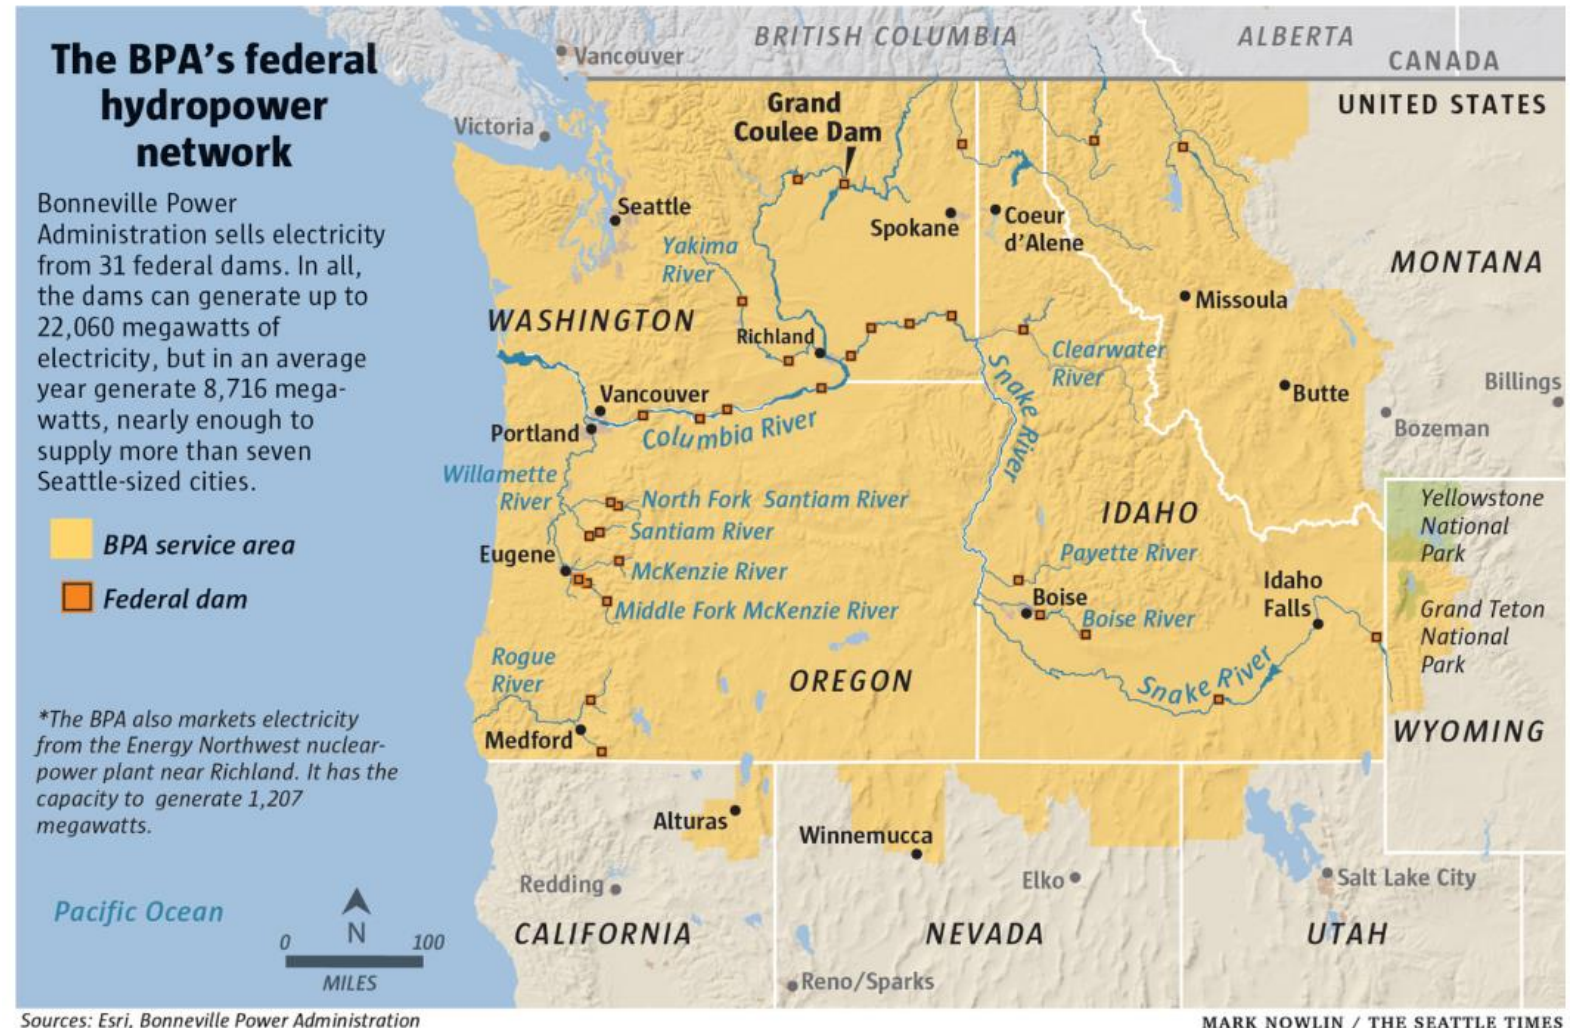 The BPA's federal
hydropower
network
Bonneville Power
Administration sells electricity
from 31 federal dams. In all,
the dams can generate up to
22,060 megawatts of
electricity, but in an average
year generate 8,716 mega-
watts, nearly enough to
supply more than seven
Seattle-sized cities.
BPA service area
Federal dam
*The BPA also markets electricity
from the Energy Northwest nuclear-
power plant near Richland. It has the
capacity to generate 1,207
megawatts.
Pacific Ocean
N
0 100
MILES
BRITISH COLUMBIA
ALBERTA
CANADA
UNITED STATES
Vancouver
Victoria
Grand
Coulee Dam
Seattle
Spokane
Coeur
d'Alene
Yakima
River
MONTANA
Missoula
WASHINGTON
Richland
Clearwater
River
Snake River
Butte
Billings
Bozeman
Vancouver
Portland
Columbia River
Willamette
River
North Fork Santiam River
Santiam River
Eugene
McKenzie River
Middle Fork McKenzie River
IDAHO
Payette River
Boise
Boise River
Idaho
Falls
Yellowstone
National
Park
Grand Teton
National
Park
Rogue
River
OREGON
Snake River
WYOMING
Medford
Alturas
Winnemucca
Redding
Elko
Salt Lake City
CALIFORNIA
NEVADA
UTAH
Reno/Sparks
Sources: Esri, Bonneville Power Administration
MARK NOWLIN / THE SEATTLE TIMES